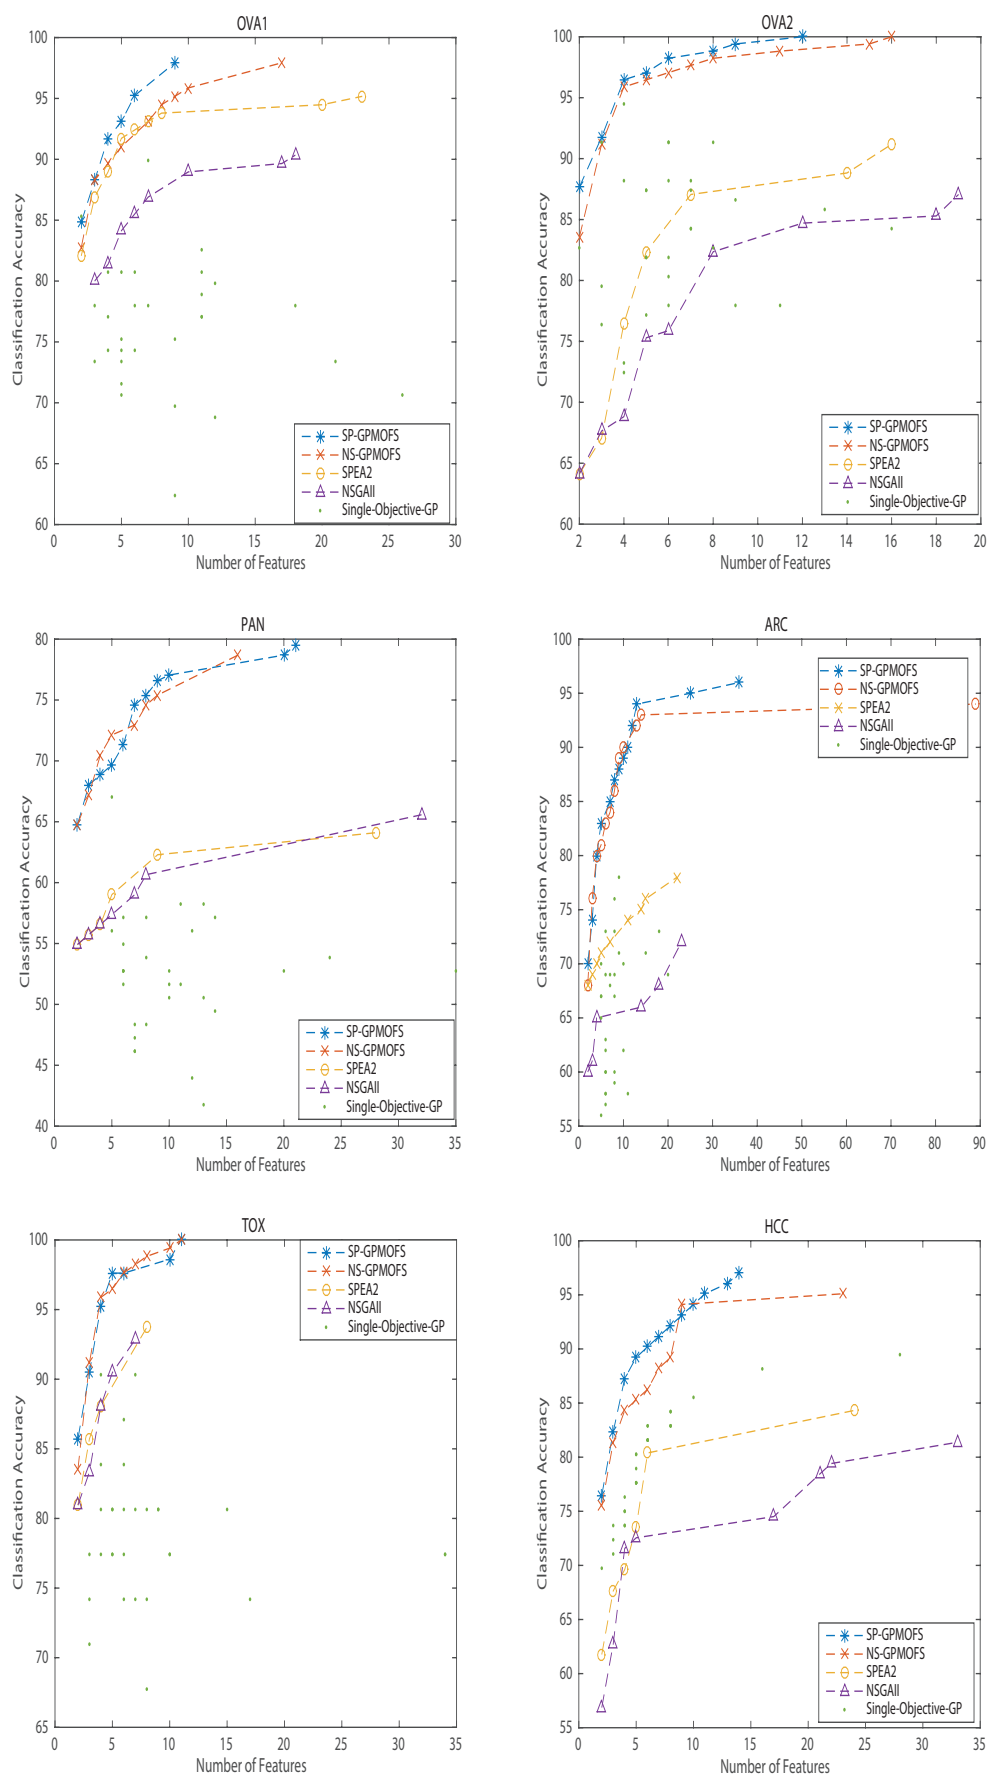 OVA1
100
95
90
85
80
75
70
65
60
0 5 10 15 20 25 30
Classification Accuracy
Number of Features
SP-GPMOFS
NS-GPMOFS
SPEA2
NSGAII
Single-Objective-GP
OVA2
100
95
90
85
80
75
70
65
60
2 4 6 8 10 12 14 16 18 20
Classification Accuracy
Number of Features
SP-GPMOFS
NS-GPMOFS
SPEA2
NSGAII
Single-Objective-GP
PAN
80
75
70
65
60
55
50
45
40
0 5 10 15 20 25 30 35
Classification Accuracy
Number of Features
SP-GPMOFS
NS-GPMOFS
SPEA2
NSGAII
Single-Objective-GP
ARC
100
95
90
85
80
75
70
65
60
55
0 10 20 30 40 50 60 70 80 90
Classification Accuracy
Number of Features
SP-GPMOFS
NS-GPMOFS
SPEA2
NSGAII
Single-Objective-GP
TOX
100
95
90
85
80
75
70
65
0 5 10 15 20 25 30 35
Classification Accuracy
Number of Features
SP-GPMOFS
NS-GPMOFS
SPEA2
NSGAII
Single-Objective-GP
HCC
100
95
90
85
80
75
70
65
60
55
0 5 10 15 20 25 30 35
Classification Accuracy
Number of Features
SP-GPMOFS
NS-GPMOFS
SPEA2
NSGAII
Single-Objective-GP